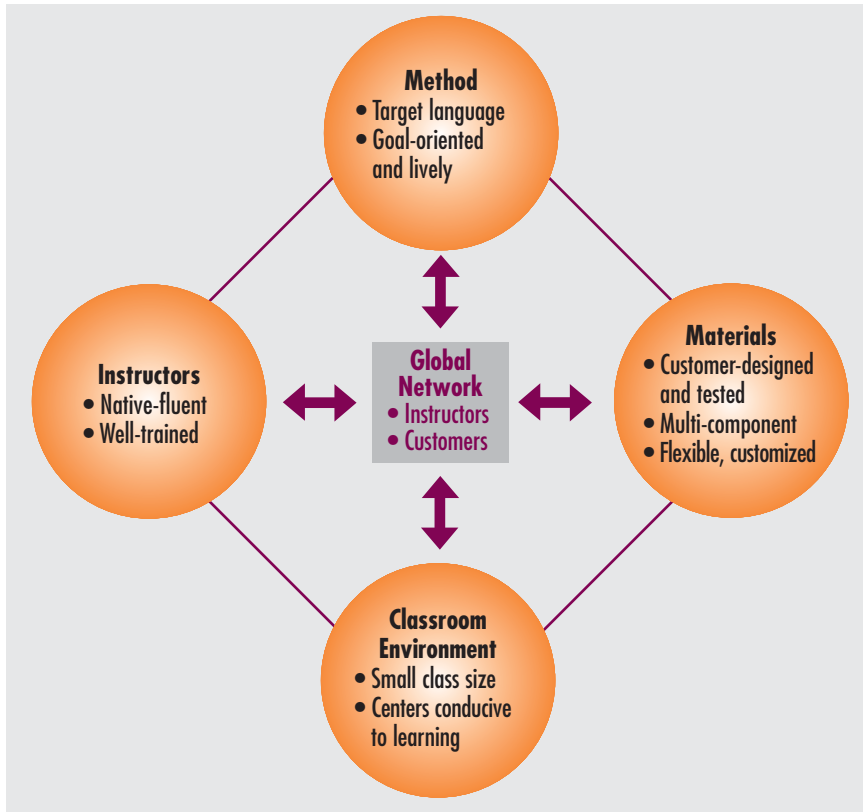 Method
• Target language
• Goal-oriented
and lively
Instructors
• Native-fluent
• Well-trained
Global
Network
• Instructors
• Customers
Materials
• Customer-designed
and tested
• Multi-component
• Flexible, customized
Classroom
Environment
• Small class size
• Centers conducive
to learning